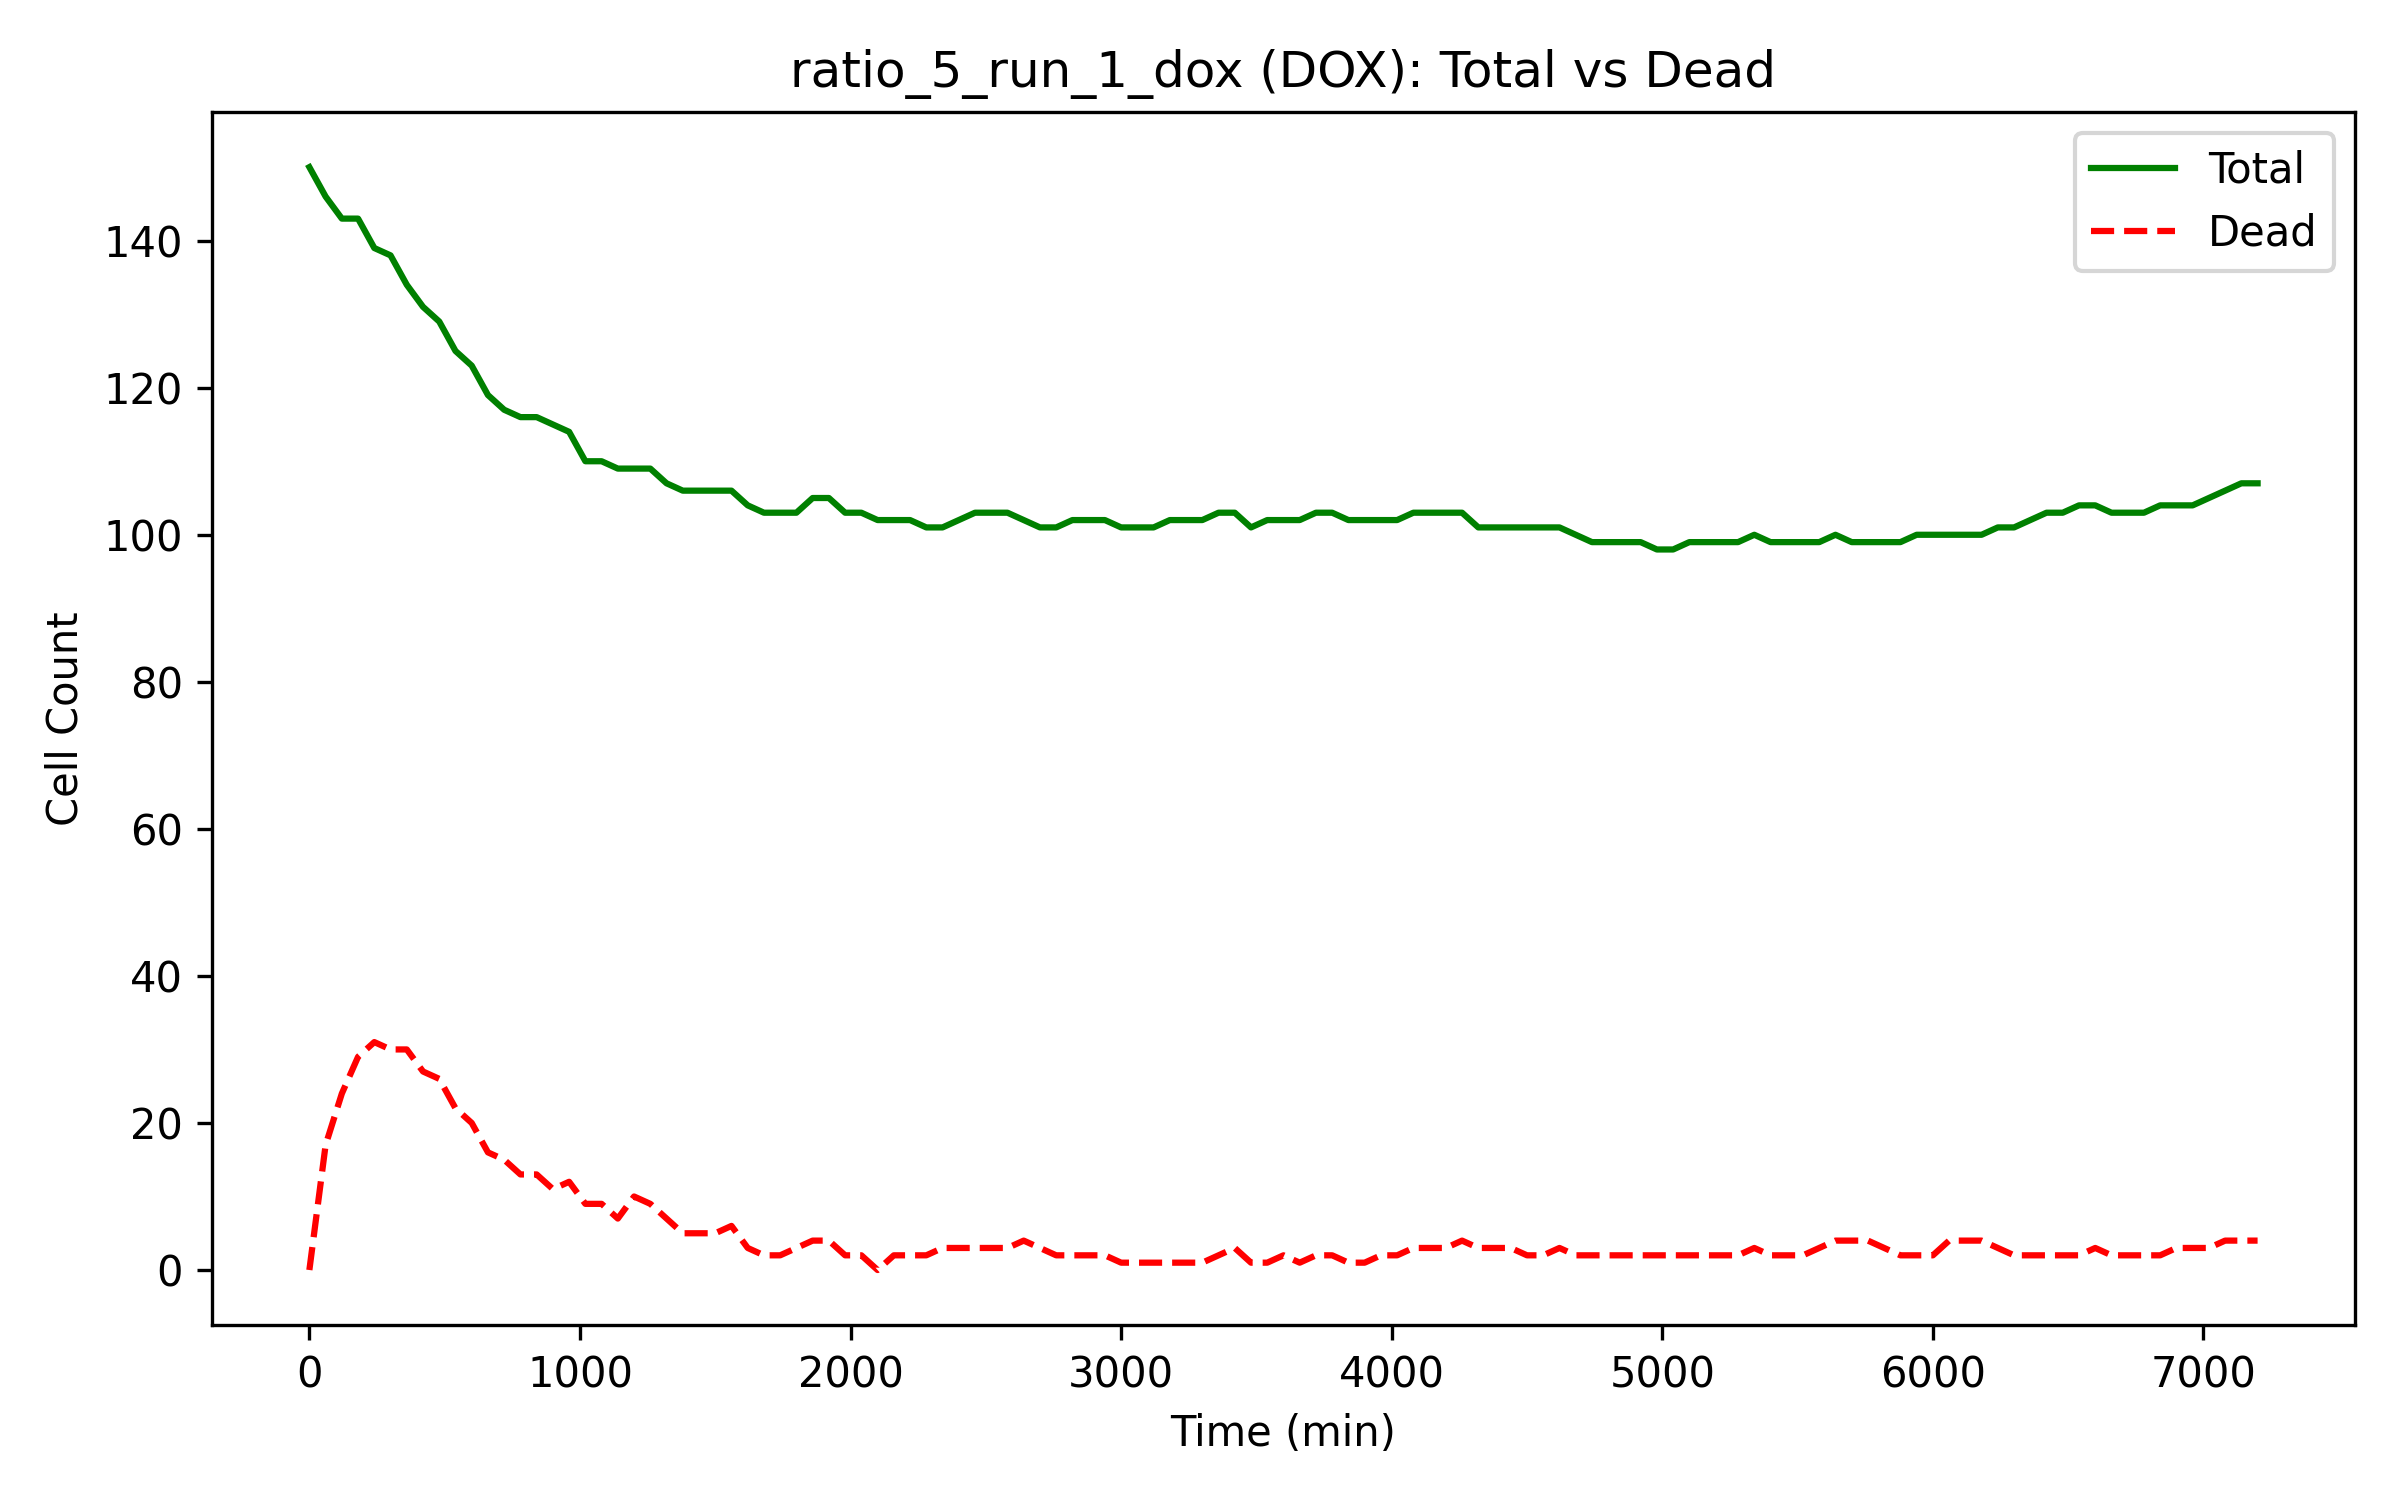 ratio_5_run_1_dox (DOX): Total vs Dead
Total
Dead
Cell Count
140
120
100
80
60
40
20
0
0 1000 2000 3000 4000 5000 6000 7000
Time (min)